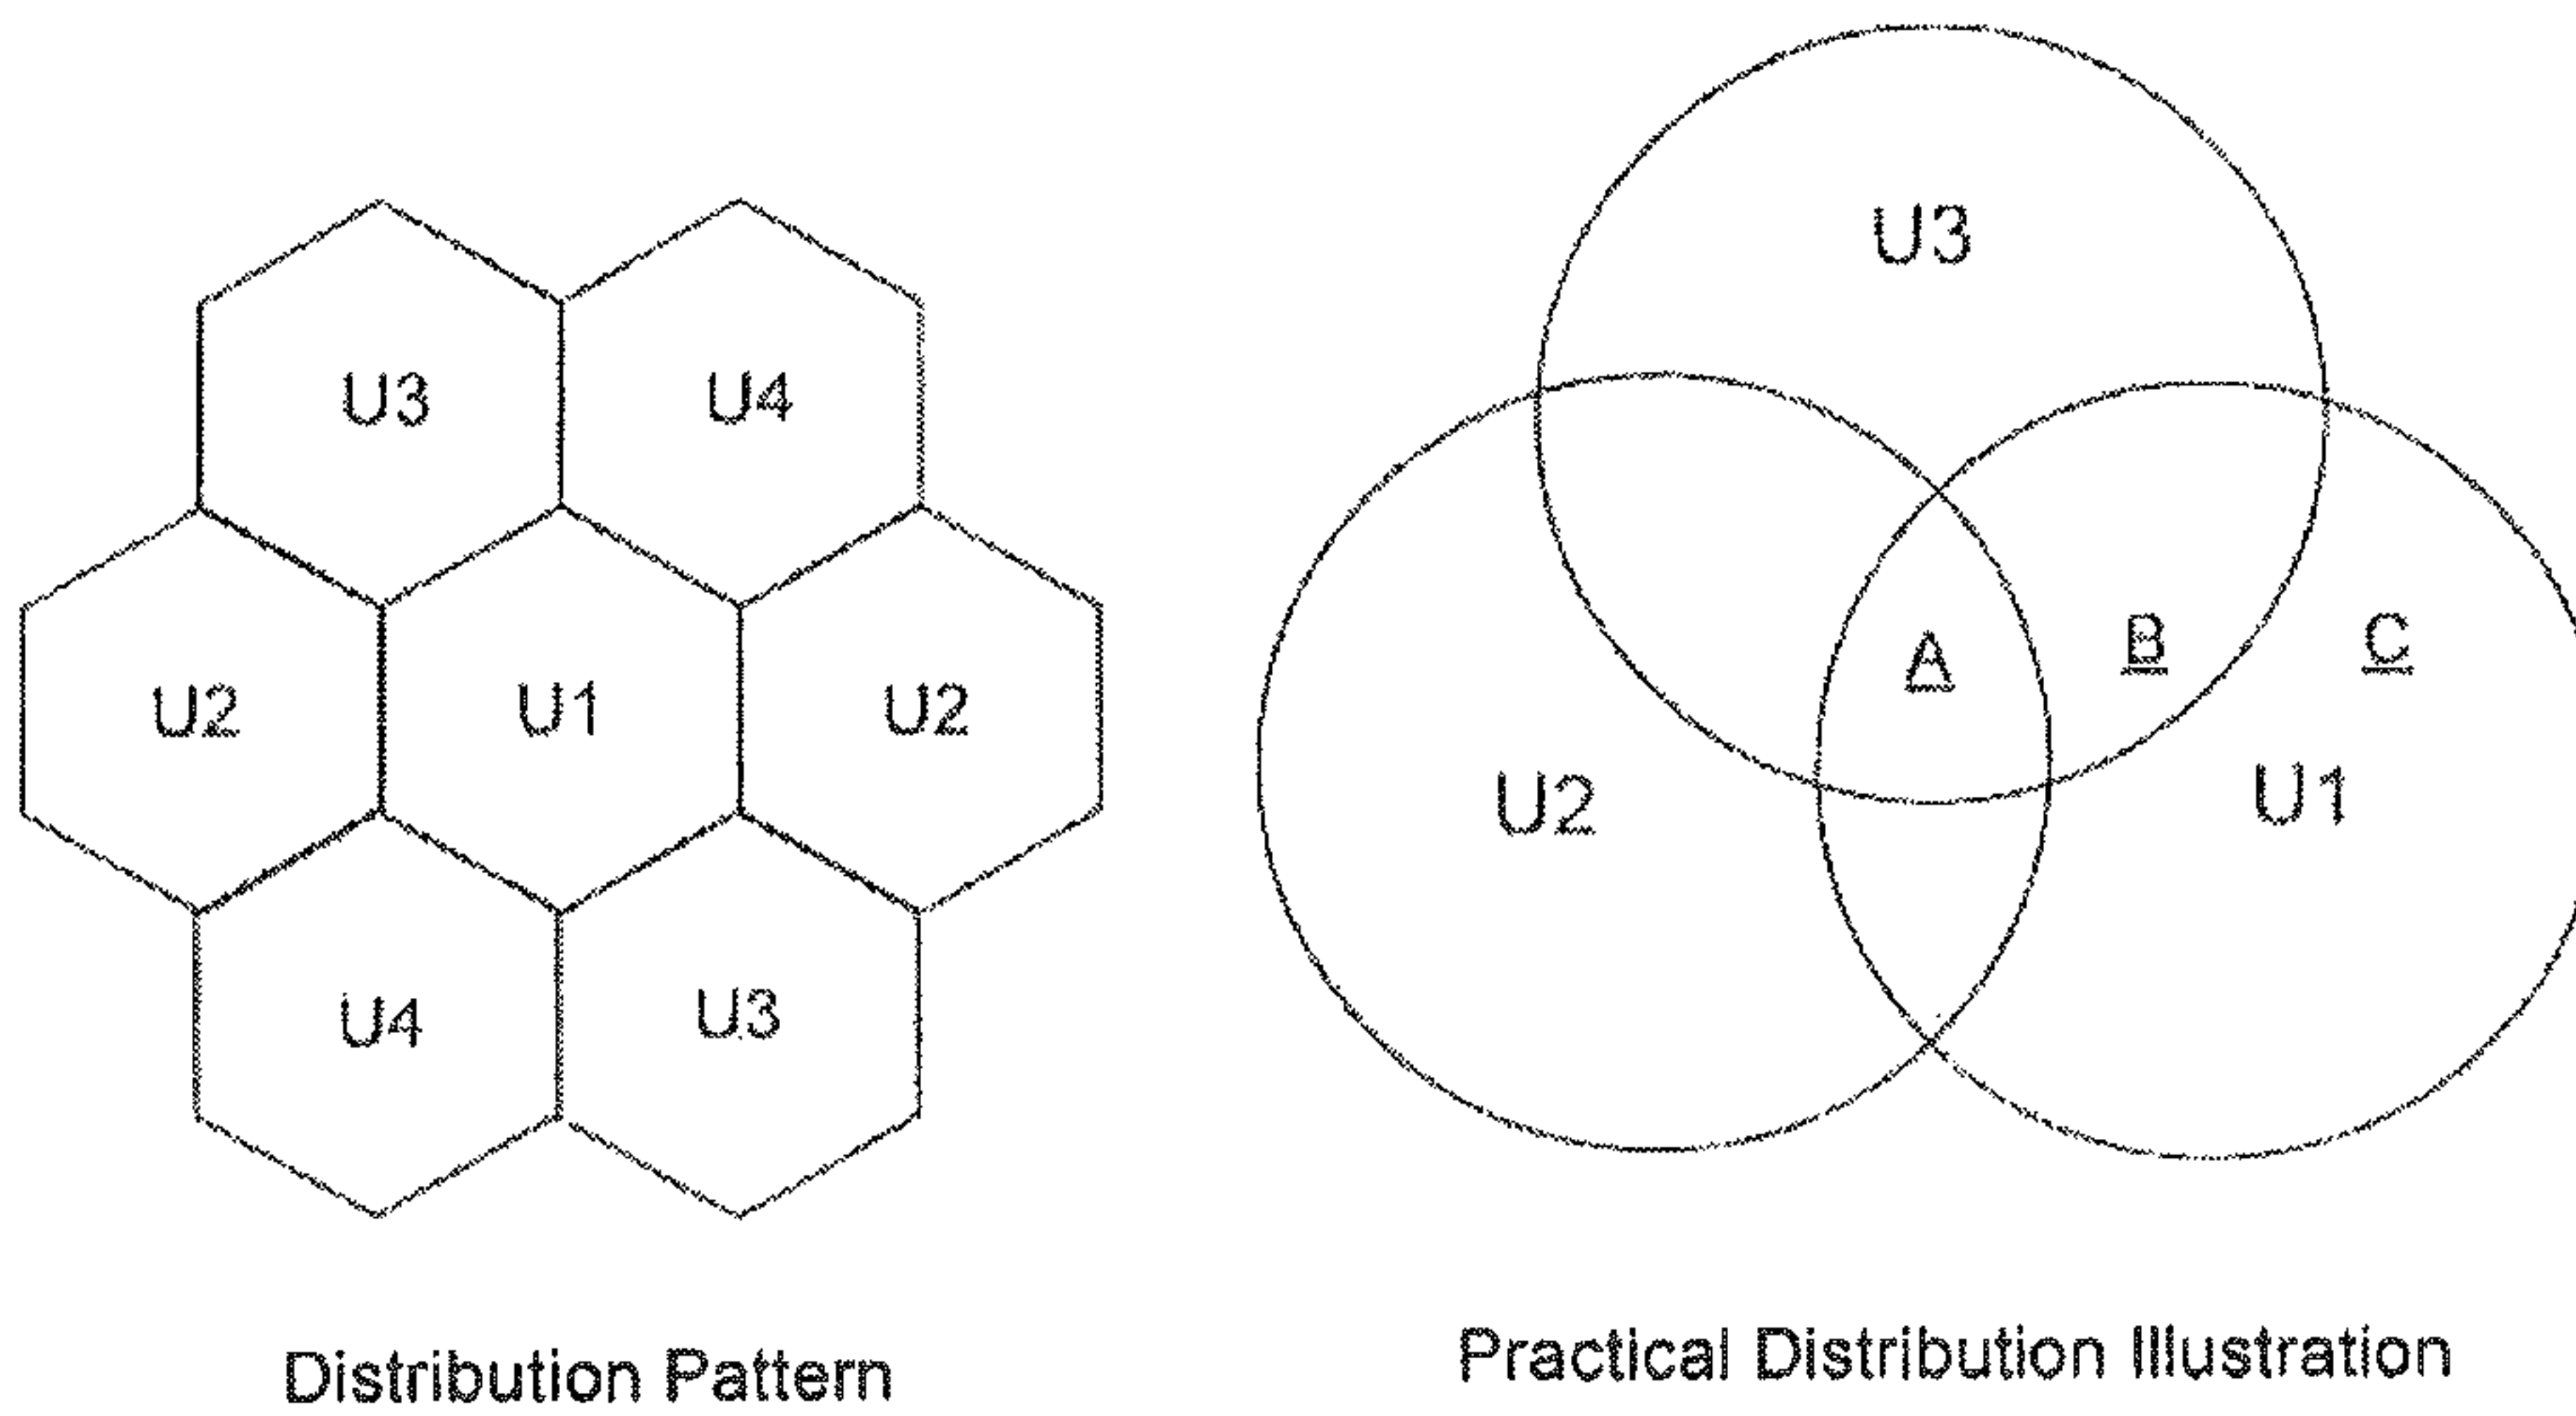 U3 U4
U2 U1 U2
U4 U3
Distribution Pattern
U3
A B C
U2 U1
Practical Distribution Illustration